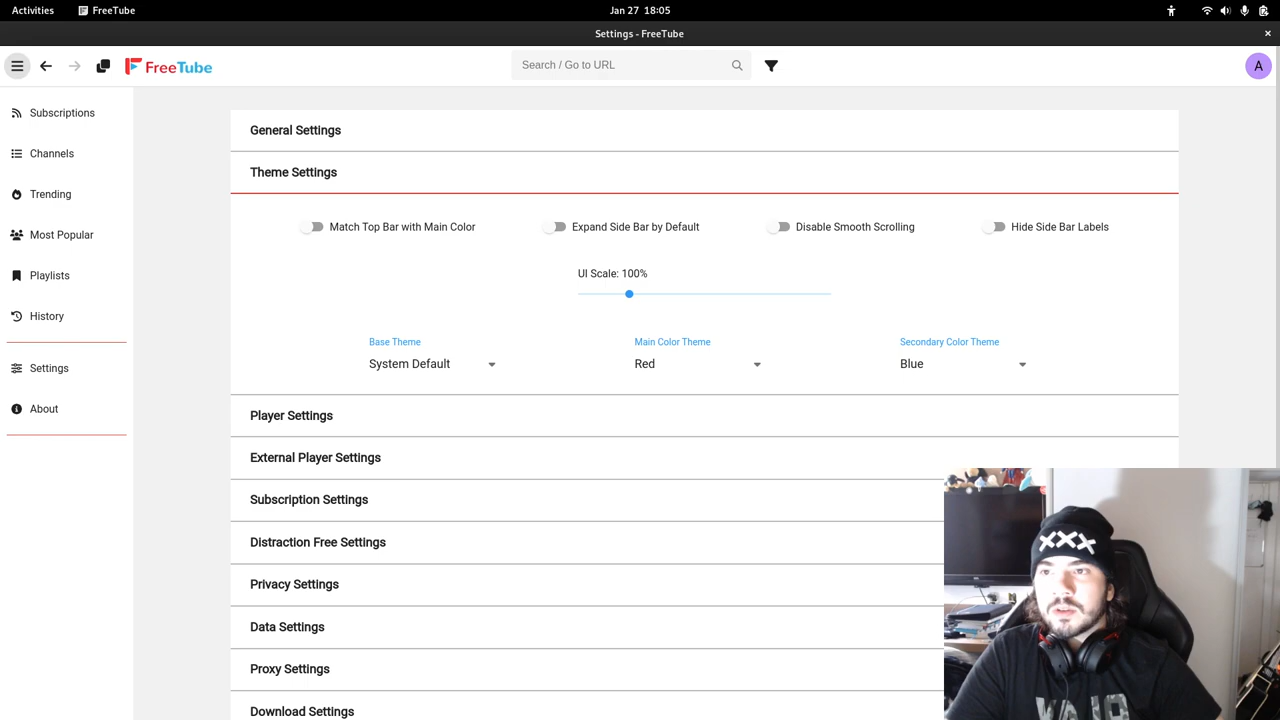 Activities
FreeTube
Jan 27 18:05
Settings - FreeTube
FreeTube
Search / Go to URL
A
Subscriptions
Channels
Trending
Most Popular
Playlists
History
Settings
About
General Settings
Theme Settings
Match Top Bar with Main Color
Expand Side Bar by Default
Disable Smooth Scrolling
Hide Side Bar Labels
UI Scale: 100%
Base Theme
System Default
Main Color Theme
Red
Secondary Color Theme
Blue
Player Settings
External Player Settings
Subscription Settings
Distraction Free Settings
Privacy Settings
Data Settings
Proxy Settings
Download Settings
XXX